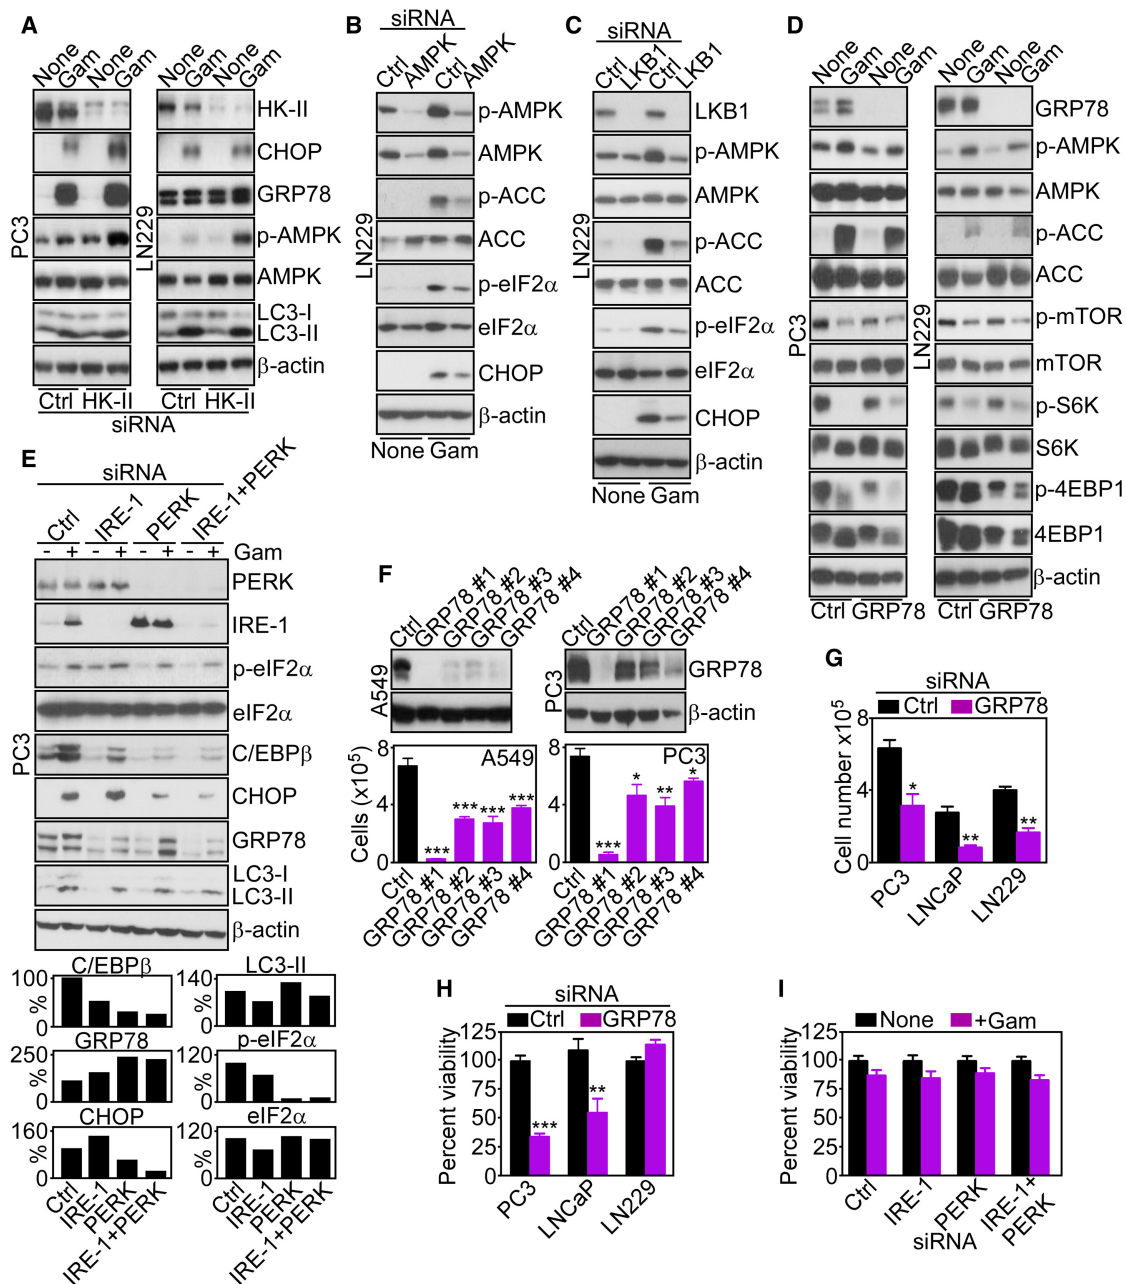 A
None
Gam
None
Gam
None
Gam
None
Gam
HK-II
CHOP
GRP78
p-AMPK
AMPK
LC3-I
LC3-II
β-actin
PC3
LN229
Ctrl HK-II Ctrl HK-II
siRNA
B
siRNA
Ctrl
AMPK
Ctrl
AMPK
p-AMPK
AMPK
p-ACC
ACC
p-eIF2α
eIF2α
CHOP
β-actin
LN229
None Gam
C
siRNA
Ctrl
LKB1
Ctrl
LKB1
LKB1
p-AMPK
AMPK
p-ACC
ACC
p-eIF2α
eIF2α
CHOP
β-actin
LN229
None Gam
D
None
Gam
None
Gam
None
Gam
None
Gam
GRP78
p-AMPK
AMPK
p-ACC
ACC
p-mTOR
mTOR
p-S6K
S6K
p-4EBP1
4EBP1
β-actin
PC3
LN229
Ctrl GRP78 Ctrl GRP78
E
siRNA
Ctrl
IRE-1
PERK
IRE-1+PERK
- + - + - + - + Gam
PERK
IRE-1
p-eIF2α
eIF2α
C/EBPβ
CHOP
GRP78
LC3-I
LC3-II
β-actin
PC3
C/EBPβ
100
%
0
GRP78
250
%
0
CHOP
160
%
0
Ctrl
IRE-1
PERK
IRE-1+PERK
LC3-II
140
%
0
p-eIF2α
120
%
0
eIF2α
120
%
0
Ctrl
IRE-1
PERK
IRE-1+PERK
F
Ctrl
GRP78 #1
GRP78 #2
GRP78 #3
GRP78 #4
A549
Ctrl
GRP78 #1
GRP78 #2
GRP78 #3
GRP78 #4
PC3
GRP78
β-actin
Cells (x10⁵)
8
4
0
A549
*** *** *** ***
Ctrl
GRP78 #1
GRP78 #2
GRP78 #3
GRP78 #4
8
4
0
PC3
*** * ** *
Ctrl
GRP78 #1
GRP78 #2
GRP78 #3
GRP78 #4
G
siRNA
Ctrl GRP78
Cell number x10⁵
8
4
0
* ** **
PC3
LNCaP
LN229
H
siRNA
Ctrl GRP78
Percent viability
125
100
75
50
25
0
*** **
PC3
LNCaP
LN229
I
None +Gam
Percent viability
125
100
75
50
25
0
Ctrl
IRE-1
PERK
IRE-1+
PERK
siRNA